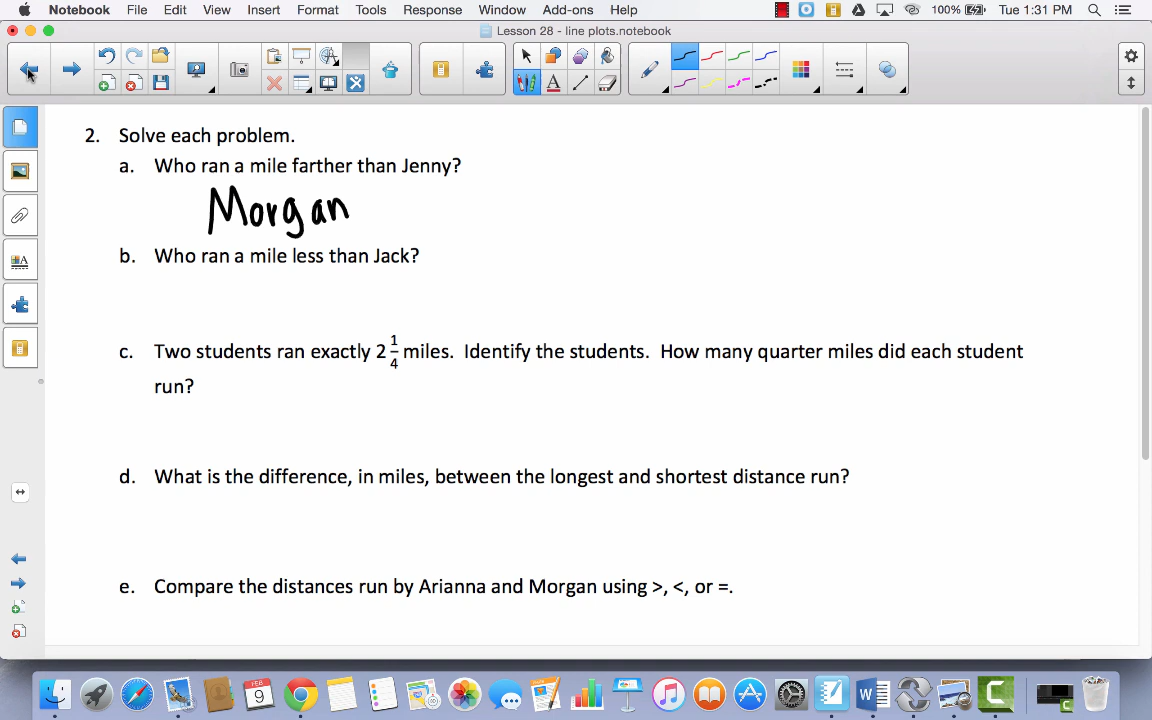 Notebook File Edit View Insert Format Tools Response Window Add-ons Help 100% Tue 1:31 PM
Lesson 28 - line plots.notebook
2. Solve each problem.
a. Who ran a mile farther than Jenny?
Morgan
b. Who ran a mile less than Jack?
c. Two students ran exactly 2 1/4 miles. Identify the students. How many quarter miles did each student
run?
d. What is the difference, in miles, between the longest and shortest distance run?
e. Compare the distances run by Arianna and Morgan using >, <, or =.
FEB
9